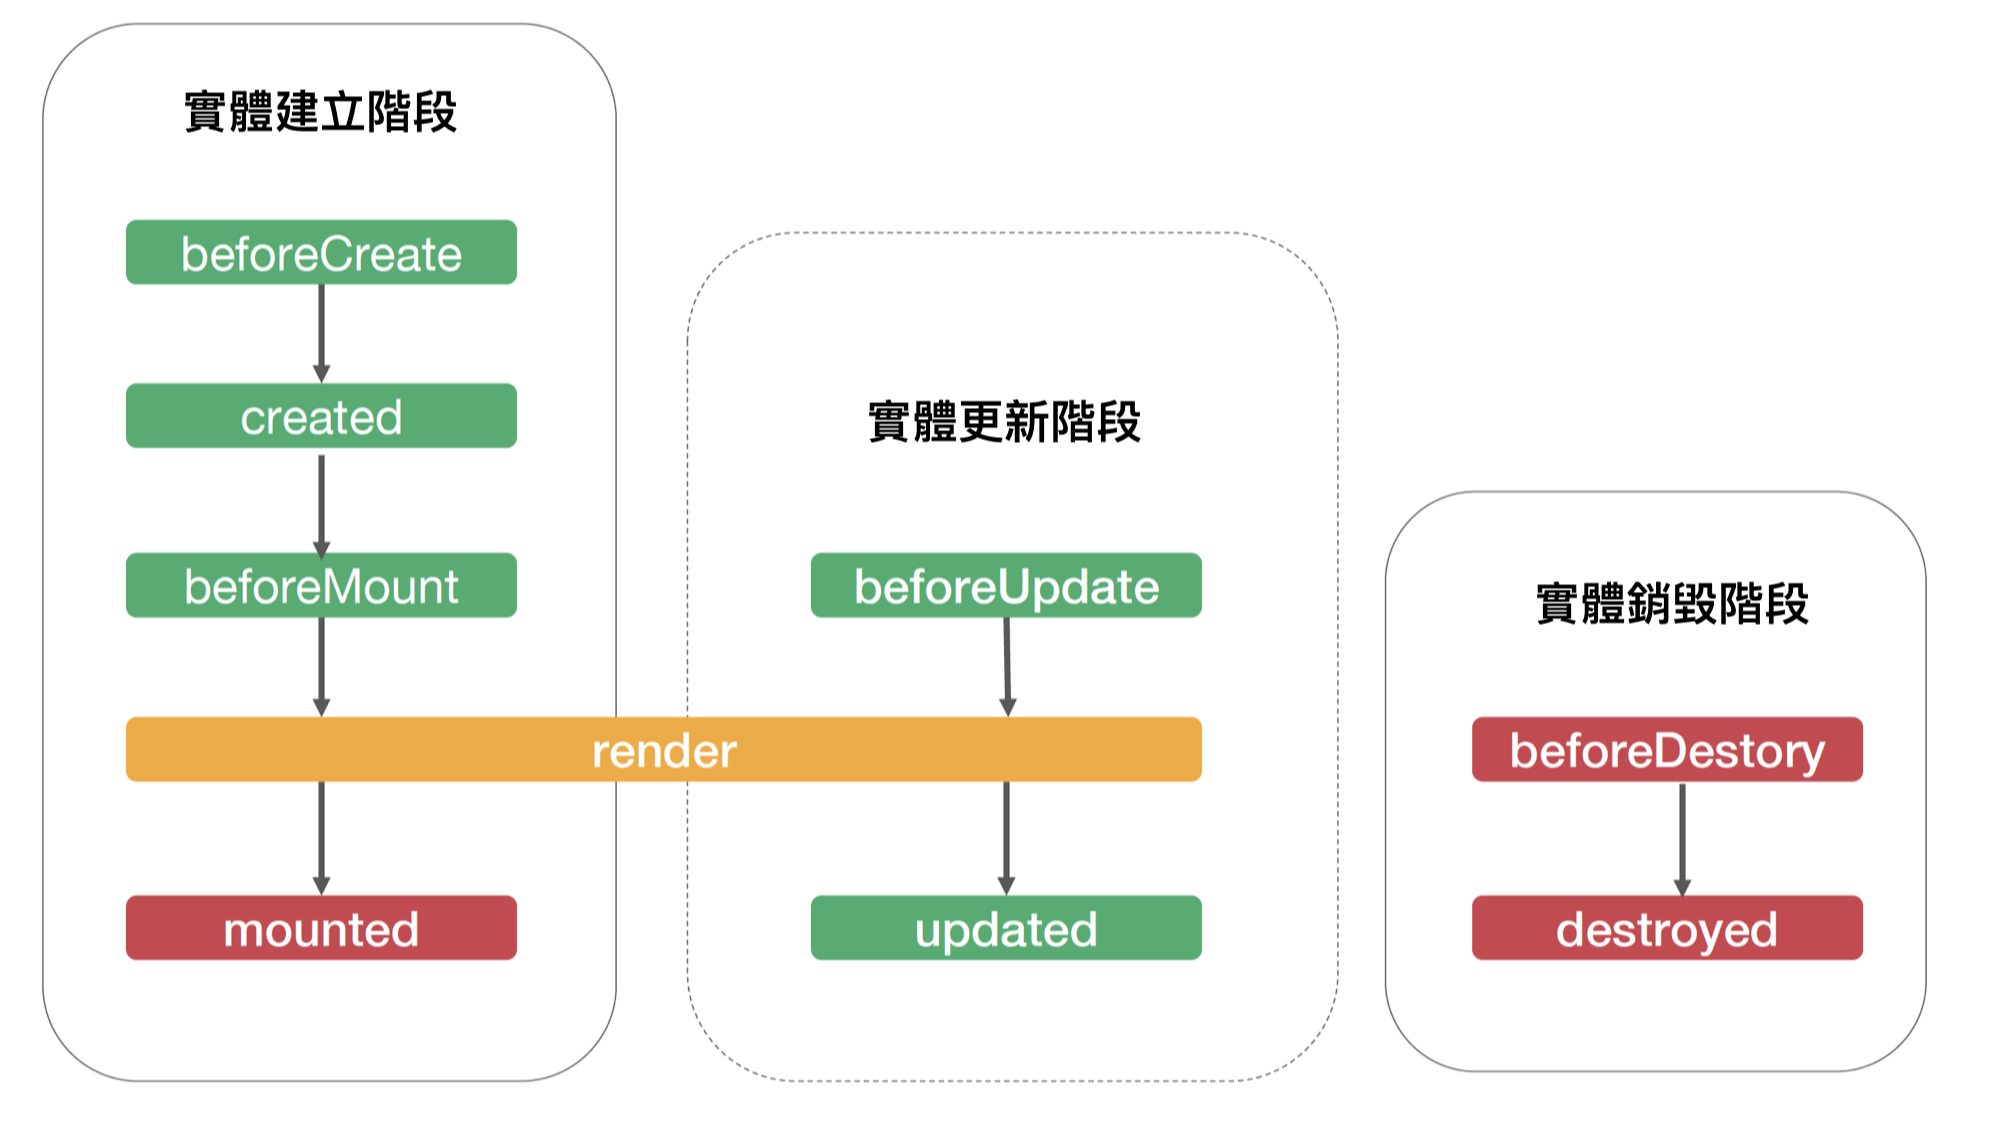 實體建立階段
beforeCreate
created
beforeMount
render
mounted
實體更新階段
beforeUpdate
updated
實體銷毀階段
beforeDestory
destroyed